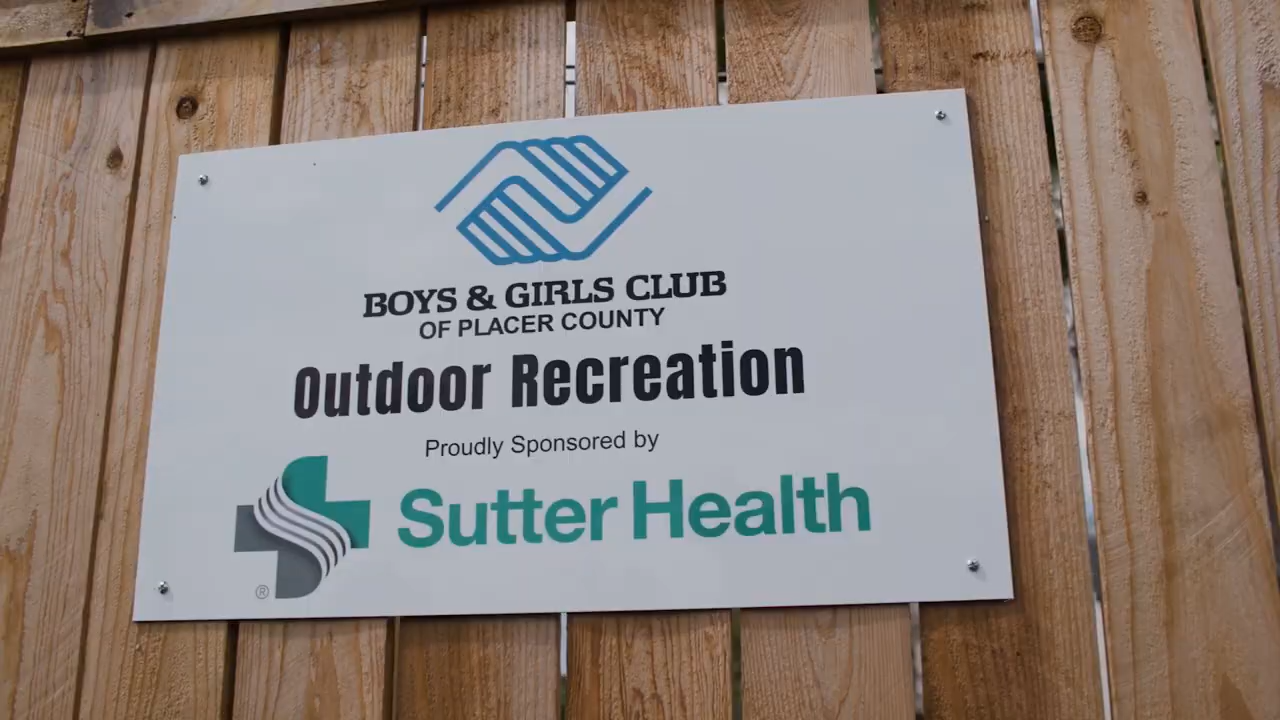 BOYS & GIRLS CLUB
OF PLACER COUNTY
Outdoor Recreation
Proudly Sponsored by
Sutter Health
®